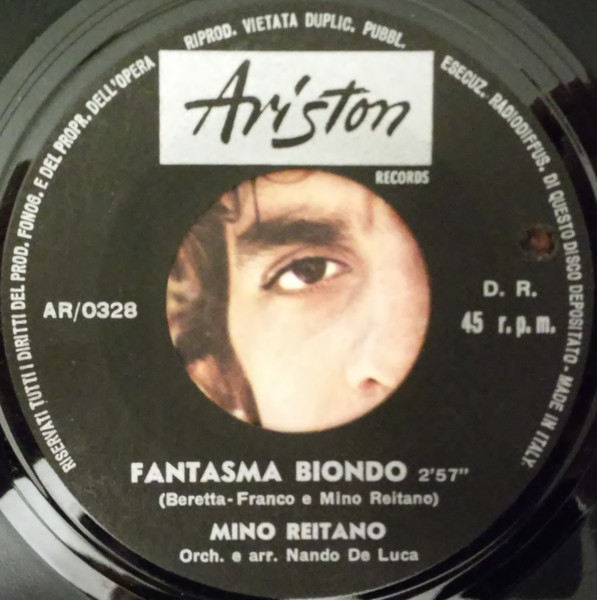 RISERVATI TUTTI I DIRITTI DEL PROD. FONOG. E DEL PROPR. DELL'OPERA
RIPROD. VIETATA DUPLIC. PUBBL.
ESECUZ. RADIODIFFUS. DI QUESTO DISCO DEPOSITATO - MADE IN ITALY.
Ariston
RECORDS
AR/0328
D. R.
45 r.p.m.
FANTASMA BIONDO 2'57"
(Beretta-Franco e Mino Reitano)
MINO REITANO
Orch. e arr. Nando De Luca